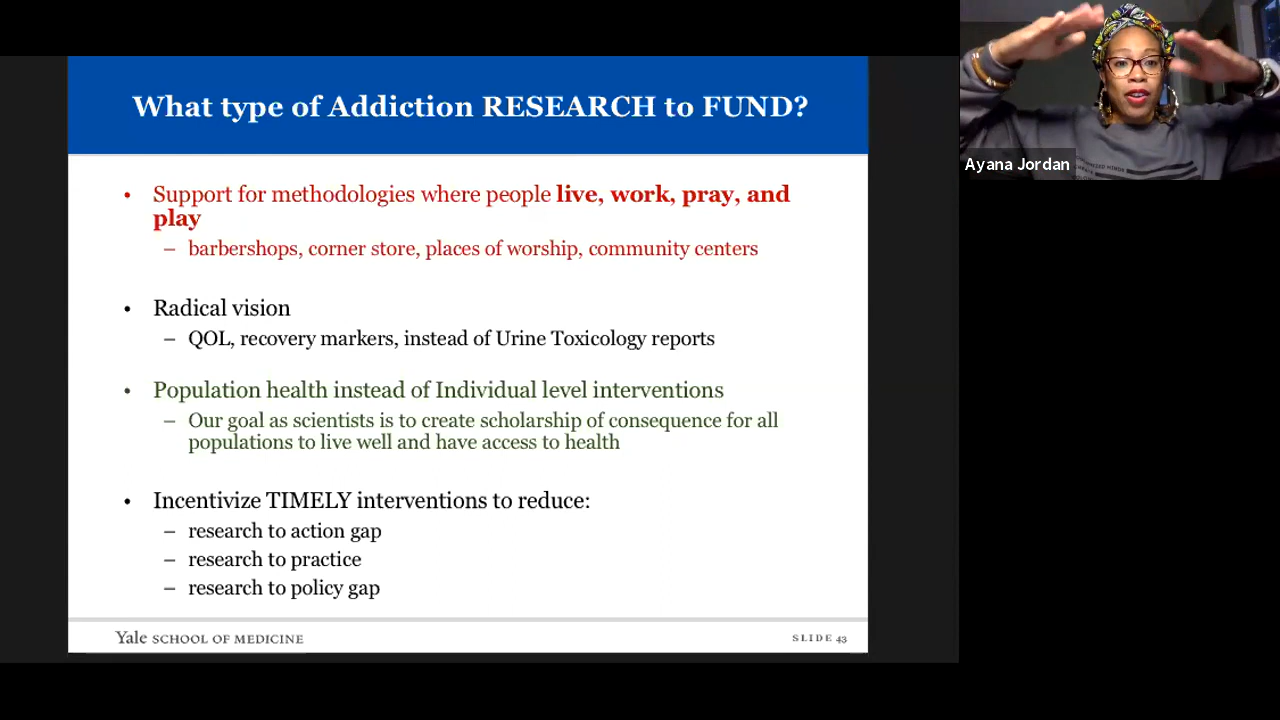 What type of Addiction RESEARCH to FUND?
• Support for methodologies where people live, work, pray, and
play
– barbershops, corner store, places of worship, community centers
• Radical vision
– QOL, recovery markers, instead of Urine Toxicology reports
• Population health instead of Individual level interventions
– Our goal as scientists is to create scholarship of consequence for all
populations to live well and have access to health
• Incentivize TIMELY interventions to reduce:
– research to action gap
– research to practice
– research to policy gap
Yale SCHOOL OF MEDICINE
SLIDE 43
Ayana Jordan